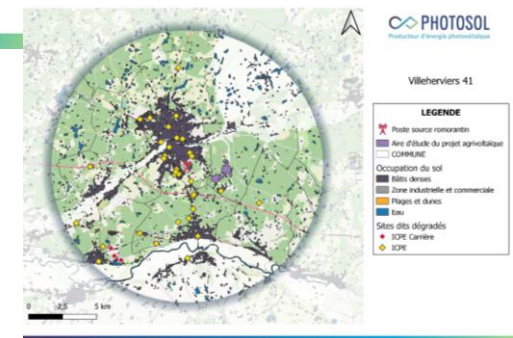 PHOTOSOL
Producteur d'énergie photovoltaïque
Villeherviers 41
LEGENDE
Poste source romorantin
Aire d'étude du projet agrivoltaïque
COMMUNE
Occupation du sol
Bâtis denses
Zone industrielle et commerciale
Plages et dunes
Eau
Sites dits dégradés
ICPE Carrière
ICPE
0 2,5 5 km